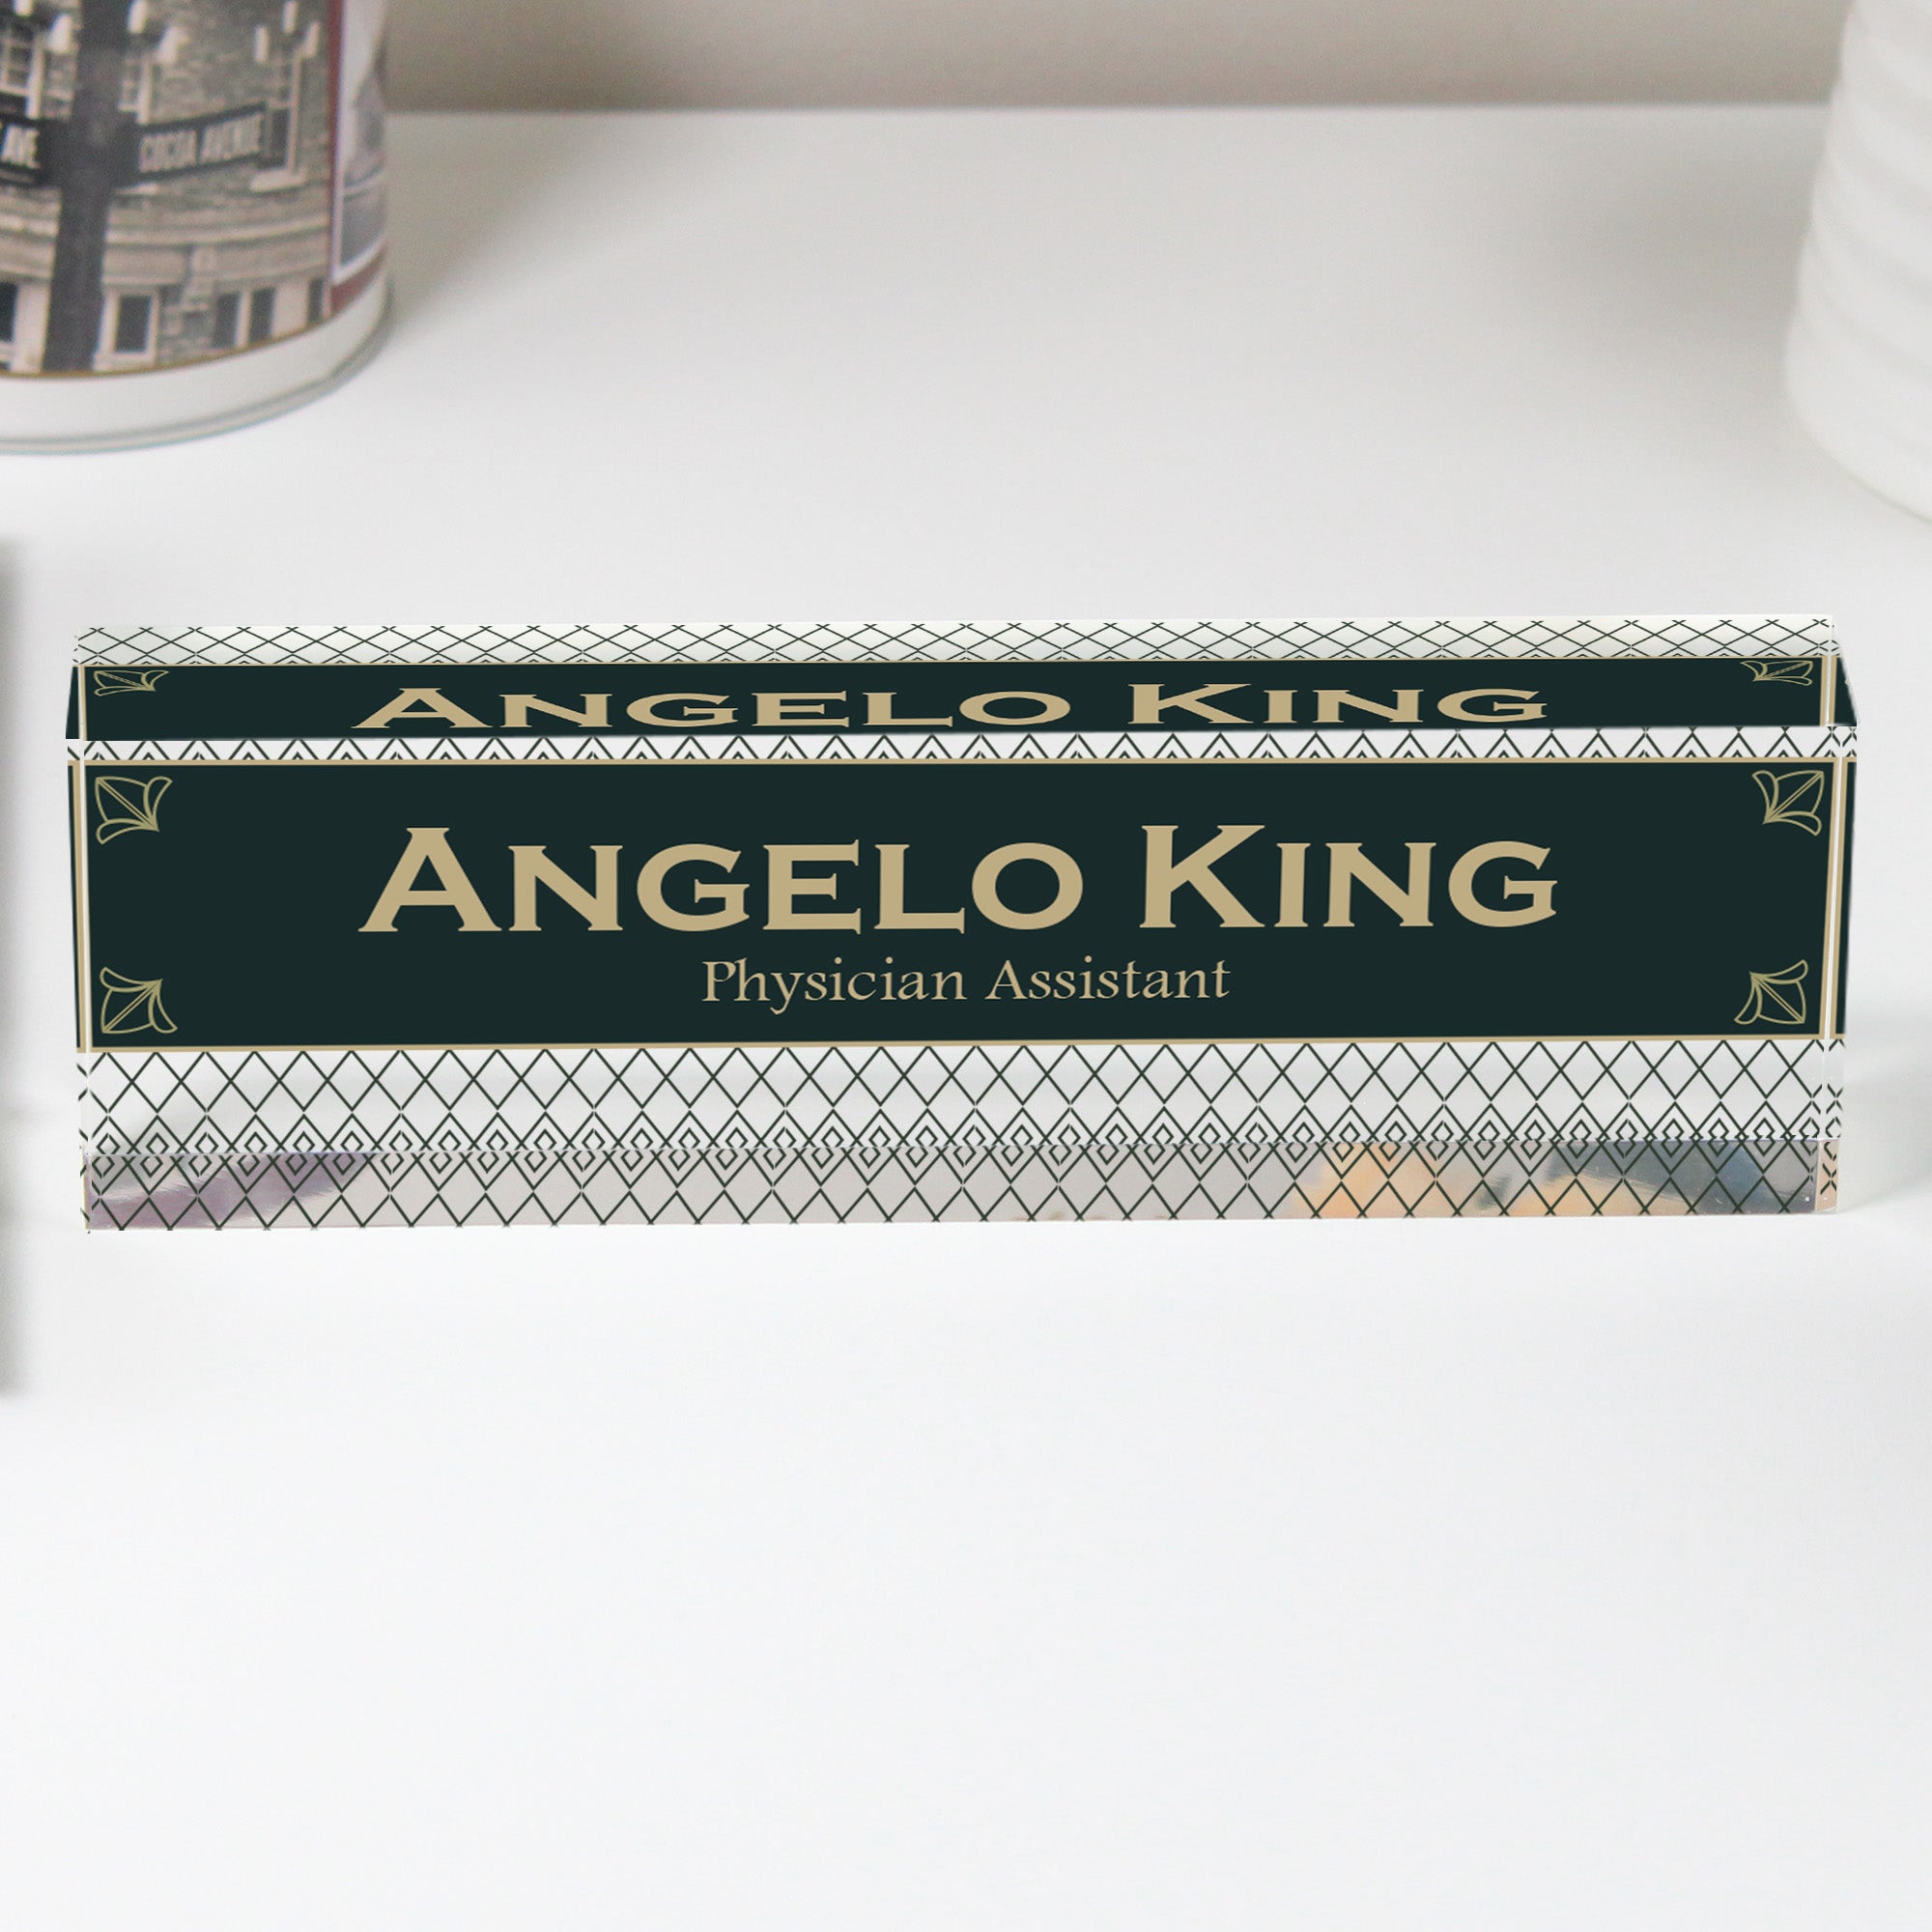 AVE.
COCOA AVENUE
ANGELO KING
ANGELO KING
Physician Assistant